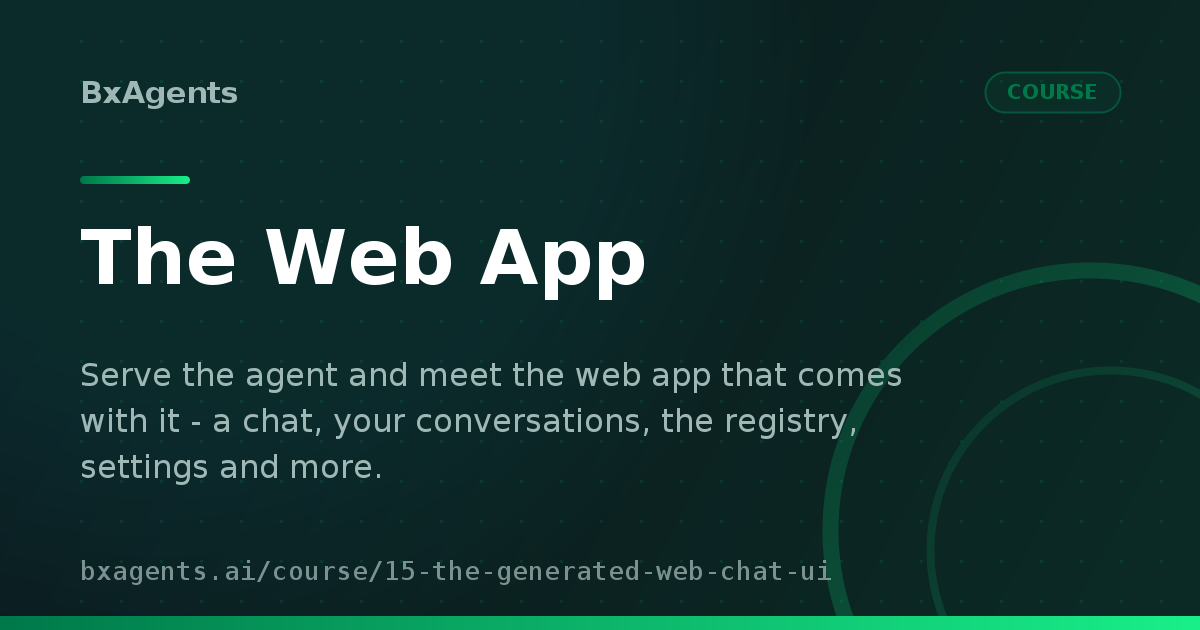 BxAgents
COURSE
The Web App
Serve the agent and meet the web app that comes
with it - a chat, your conversations, the registry,
settings and more.
bxagents.ai/course/15-the-generated-web-chat-ui